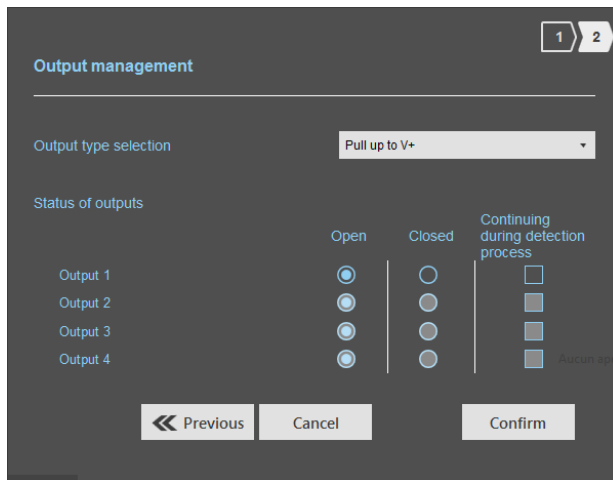 1 2
Output management
Output type selection
Pull up to V+
Status of outputs
Open
Closed
Continuing
during detection
process
Output 1
Output 2
Output 3
Output 4
Aucun ape
Previous
Cancel
Confirm